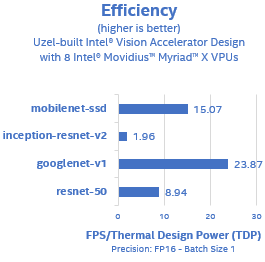 Efficiency
(higher is better)
Uzel-built Intel® Vision Accelerator Design
with 8 Intel® Movidius™ Myriad™ X VPUs
mobilenet-ssd 15.07
inception-resnet-v2 1.96
googlenet-v1 23.87
resnet-50 8.94
0 10 20 30
FPS/Thermal Design Power (TDP)
Precision: FP16 - Batch Size 1